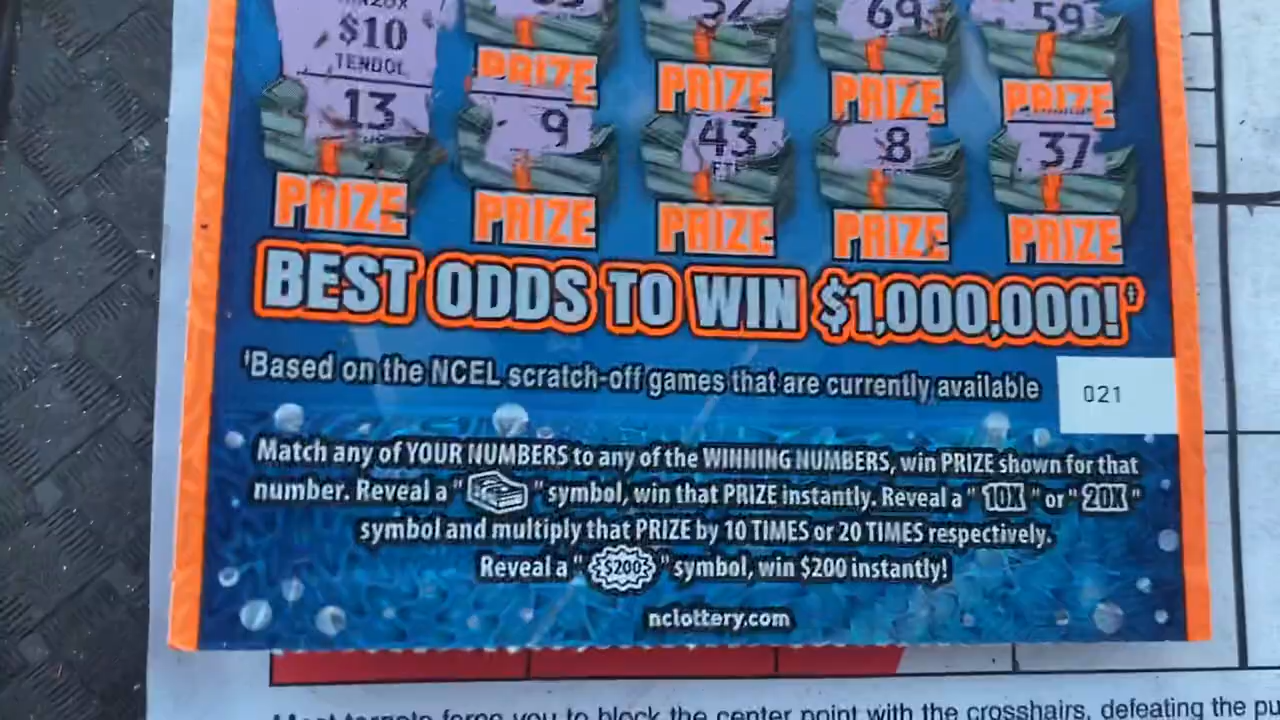 $10 52 69 59
TENDOL PRIZE PRIZE PRIZE PRIZE
13 9 43 8 37
PRIZE PRIZE PRIZE PRIZE PRIZE
BEST ODDS TO WIN $1,000,000!‡
‡Based on the NCEL scratch-off games that are currently available 021
Match any of YOUR NUMBERS to any of the WINNING NUMBERS, win PRIZE shown for that
number. Reveal a " " symbol, win that PRIZE instantly. Reveal a " 10X " or " 20X "
symbol and multiply that PRIZE by 10 TIMES or 20 TIMES respectively.
Reveal a " $200 " symbol, win $200 instantly!
nclottery.com
force you to block the center point with the crosshairs, defeating the